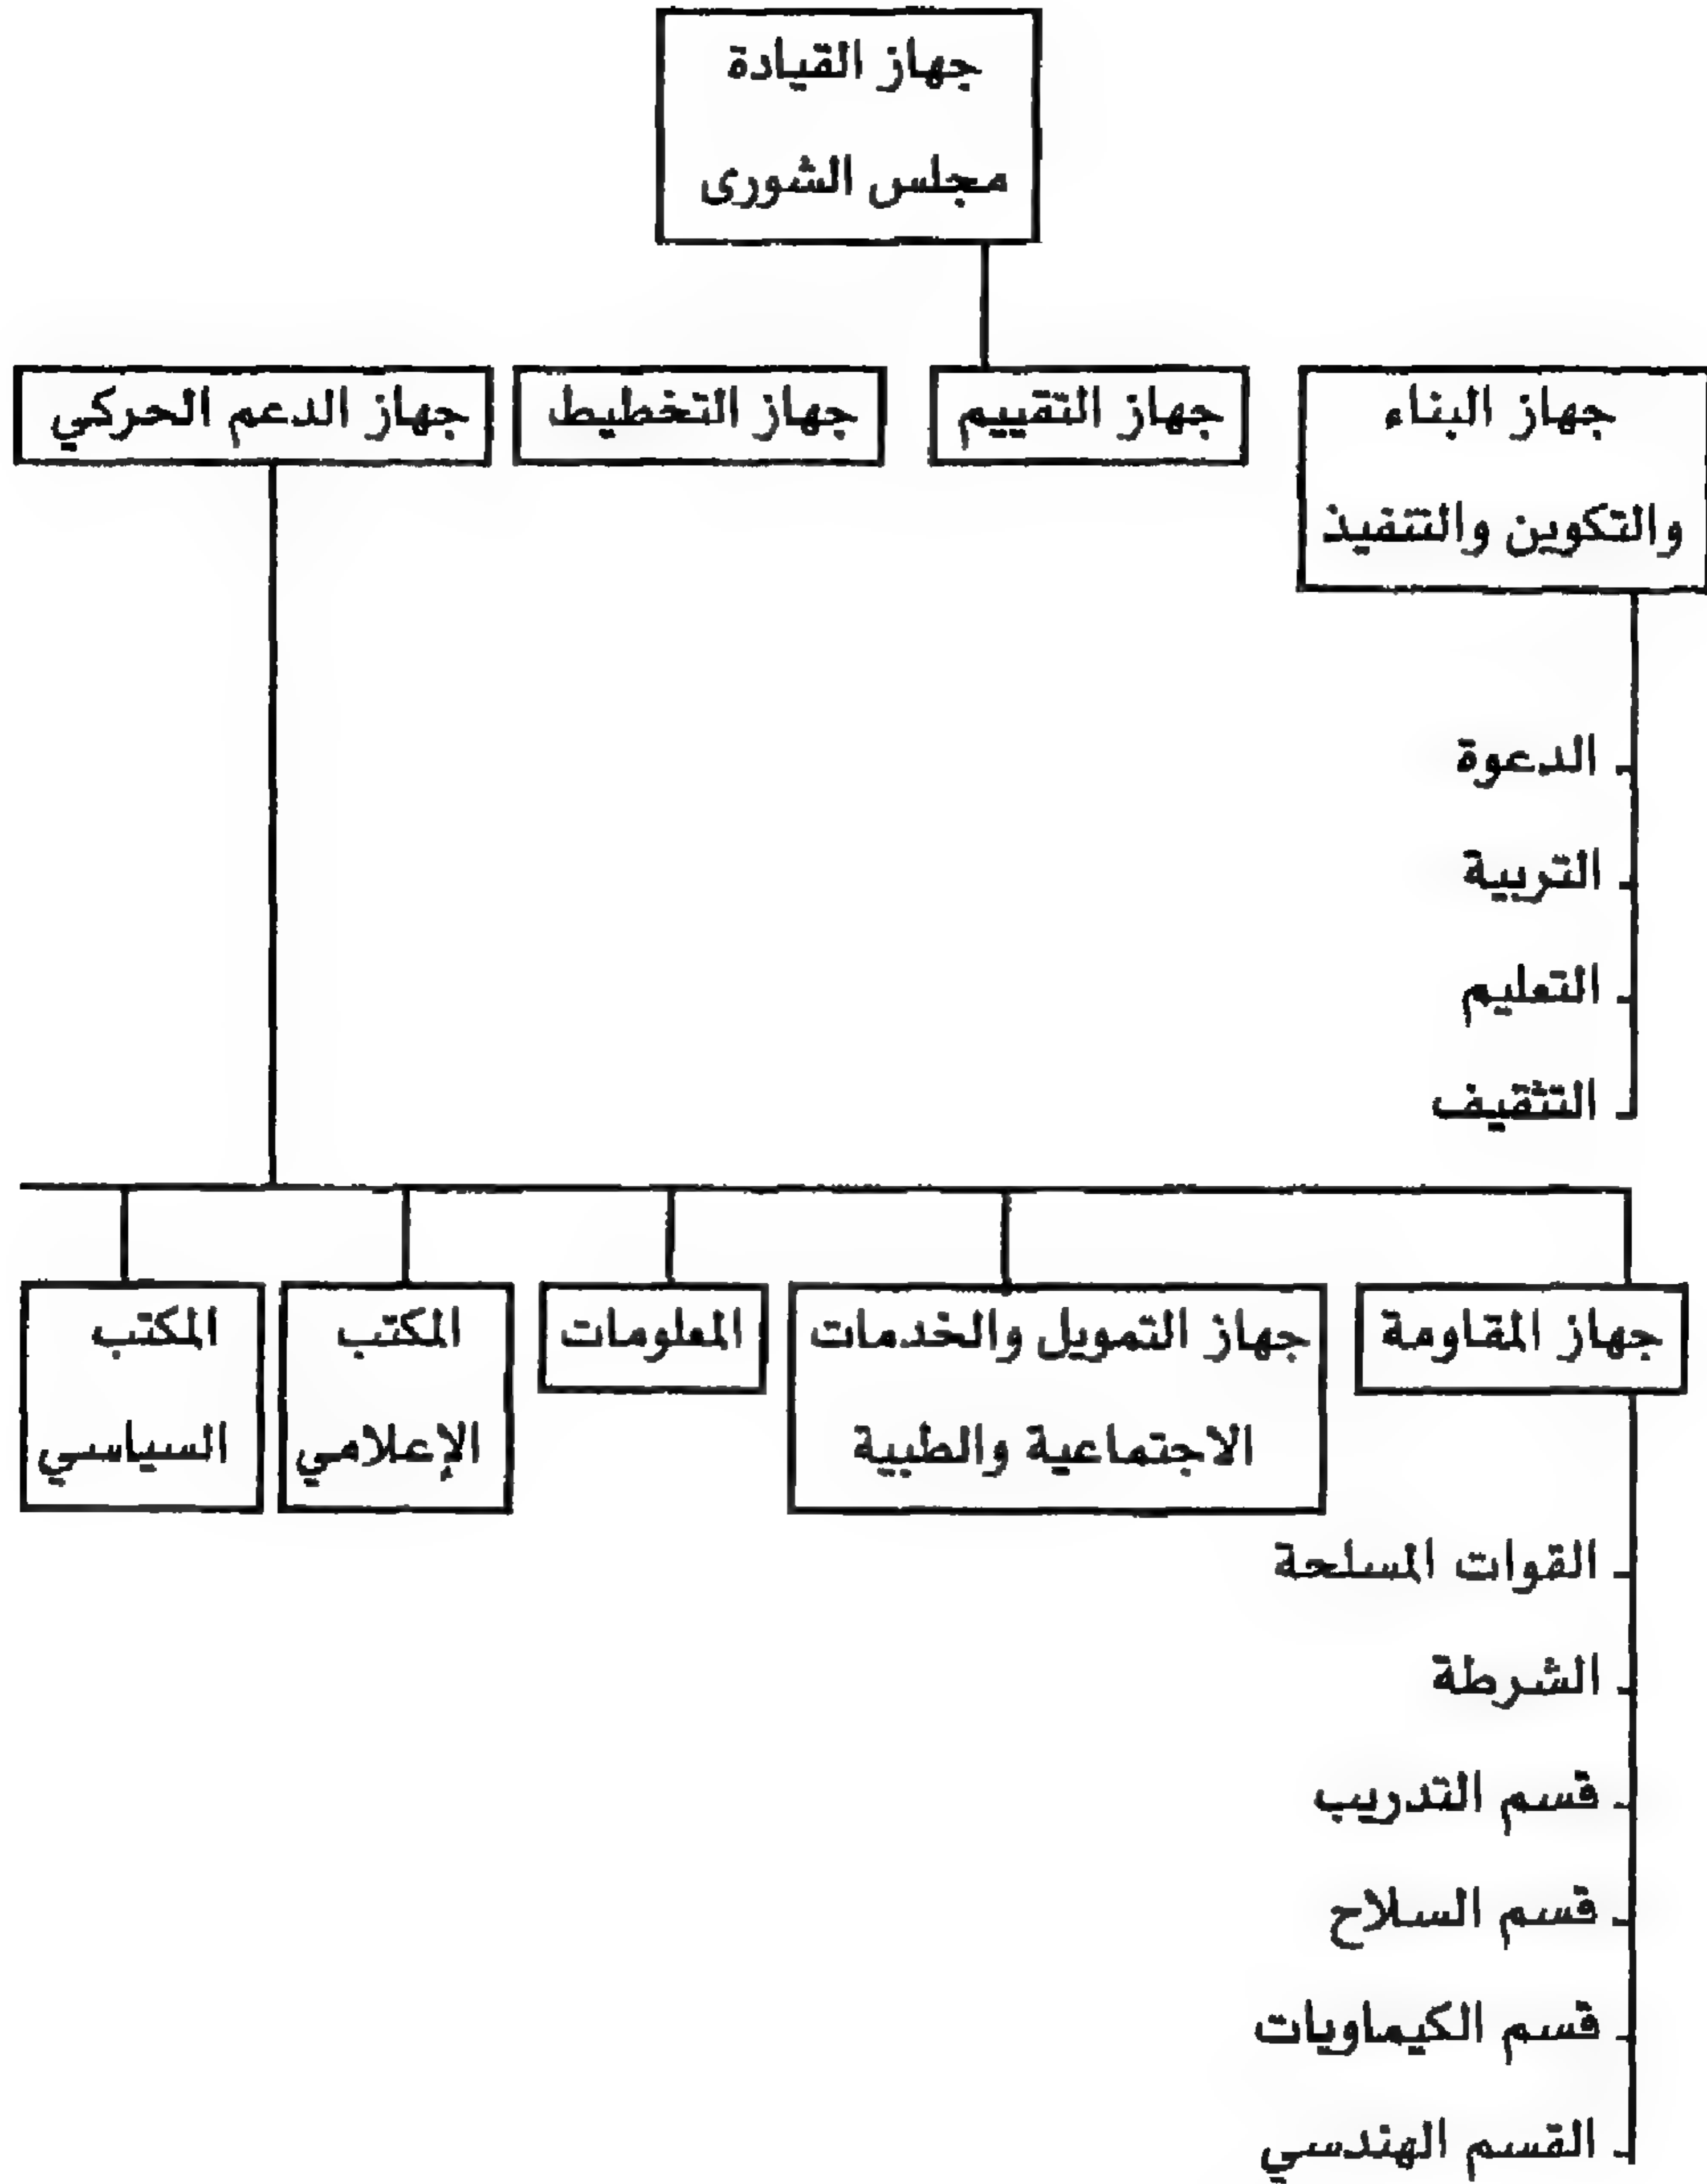 جهاز القيادة
مجلس الشورى
جهاز البناء
والتكوين والتنفيذ
جهاز التقييم
جهاز التخطيط
جهاز الدعم الحركي
الدعوة
التربية
التعليم
التثقيف
جهاز المقاومة
جهاز التمويل والخدمات
الاجتماعية والطبية
المعلومات
المكتب
الإعلامي
المكتب
السياسي
القوات المسلحة
الشرطة
قسم التدريب
قسم السلاح
قسم الكيماويات
القسم الهندسي